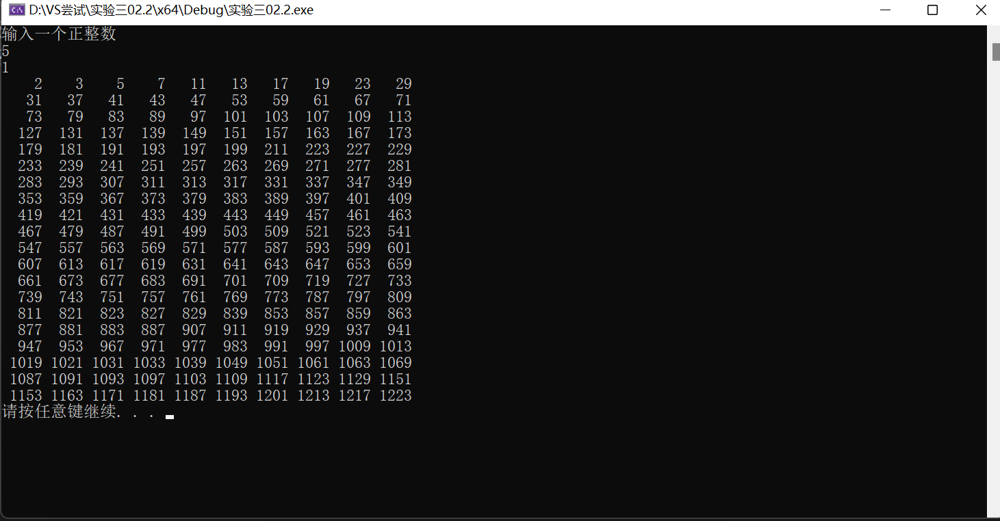 D:\VS尝试\实验三02.2\x64\Debug\实验三02.2.exe
输入一个正整数
5
1
2 3 5 7 11 13 17 19 23 29
31 37 41 43 47 53 59 61 67 71
73 79 83 89 97 101 103 107 109 113
127 131 137 139 149 151 157 163 167 173
179 181 191 193 197 199 211 223 227 229
233 239 241 251 257 263 269 271 277 281
283 293 307 311 313 317 331 337 347 349
353 359 367 373 379 383 389 397 401 409
419 421 431 433 439 443 449 457 461 463
467 479 487 491 499 503 509 521 523 541
547 557 563 569 571 577 587 593 599 601
607 613 617 619 631 641 643 647 653 659
661 673 677 683 691 701 709 719 727 733
739 743 751 757 761 769 773 787 797 809
811 821 823 827 829 839 853 857 859 863
877 881 883 887 907 911 919 929 937 941
947 953 967 971 977 983 991 997 1009 1013
1019 1021 1031 1033 1039 1049 1051 1061 1063 1069
1087 1091 1093 1097 1103 1109 1117 1123 1129 1151
1153 1163 1171 1181 1187 1193 1201 1213 1217 1223
请按任意键继续. . .